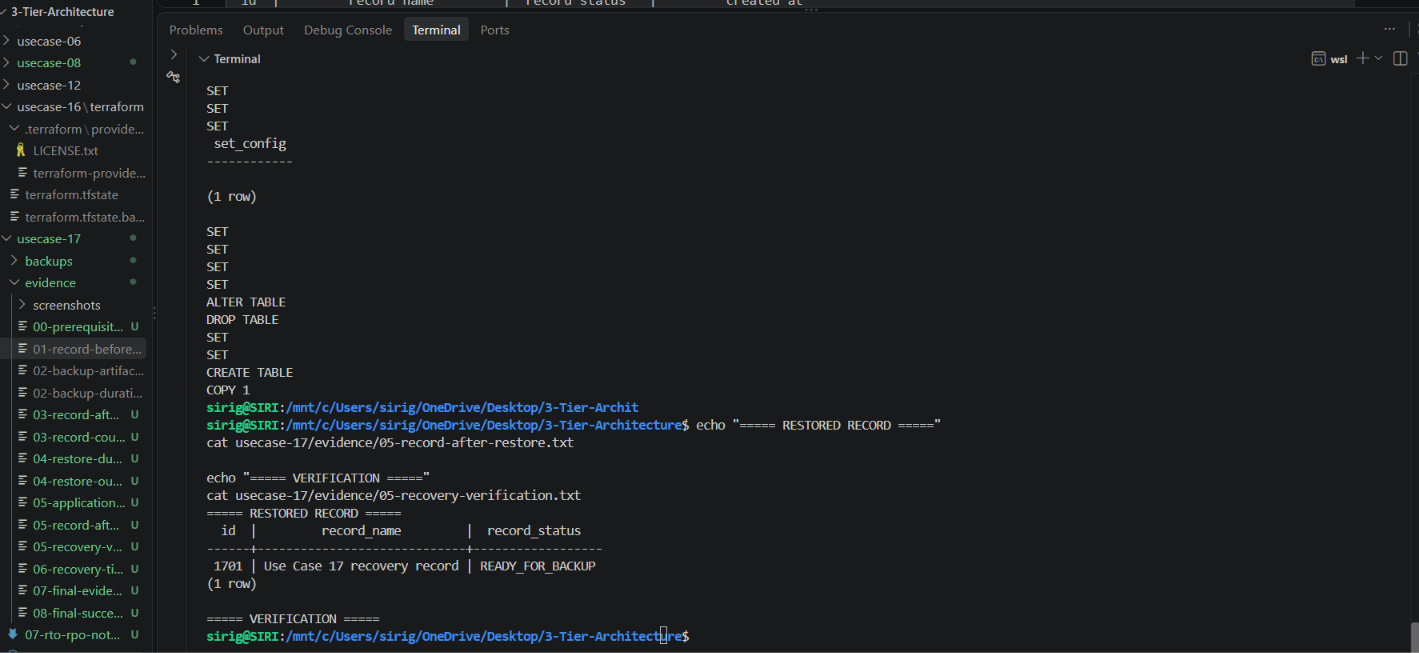 3-Tier-Architecture
usecase-06
usecase-08
usecase-12
usecase-16\terraform
.terraform\provide...
LICENSE.txt
terraform-provide...
terraform.tfstate
terraform.tfstate.ba...
usecase-17
backups
evidence
screenshots
00-prerequisit... U
01-record-before...
02-backup-artifac...
02-backup-durati...
03-record-aft... U
03-record-cou... U
04-restore-du... U
04-restore-ou... U
05-application... U
05-record-aft... U
05-recovery-v... U
06-recovery-ti... U
07-final-evide... U
08-final-succe... U
07-rto-rpo-not... U
1 id | record_name | record_status | created_at
Problems Output Debug Console Terminal Ports
Terminal
wsl
SET
SET
SET
set_config
------------
(1 row)
SET
SET
SET
SET
ALTER TABLE
DROP TABLE
SET
SET
CREATE TABLE
COPY 1
sirig@SIRI:/mnt/c/Users/sirig/OneDrive/Desktop/3-Tier-Archit
sirig@SIRI:/mnt/c/Users/sirig/OneDrive/Desktop/3-Tier-Architecture$ echo "===== RESTORED RECORD ====="
cat usecase-17/evidence/05-record-after-restore.txt
echo "===== VERIFICATION ====="
cat usecase-17/evidence/05-recovery-verification.txt
===== RESTORED RECORD =====
id | record_name | record_status
------+-----------------------------+------------------
1701 | Use Case 17 recovery record | READY_FOR_BACKUP
(1 row)
===== VERIFICATION =====
sirig@SIRI:/mnt/c/Users/sirig/OneDrive/Desktop/3-Tier-Architecture$